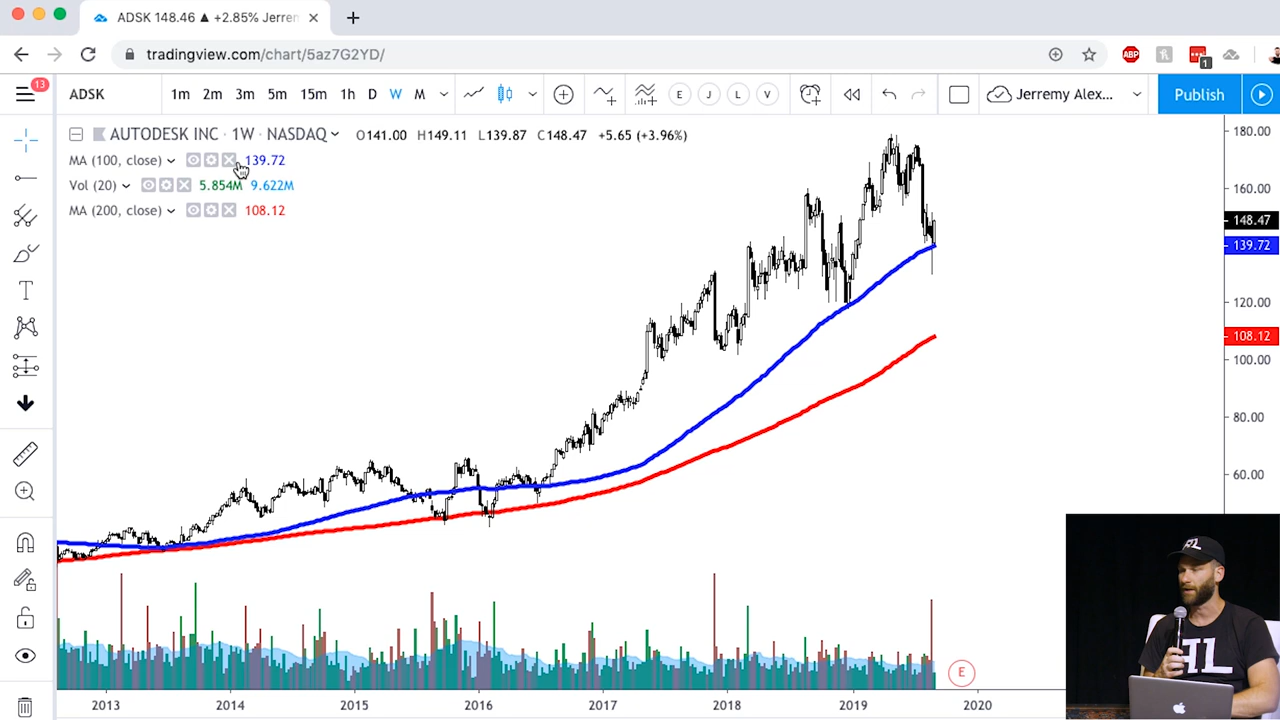 ADSK 148.46 ▲ +2.85% Jerren
tradingview.com/chart/5az7G2YD/
ABP
1
13
ADSK 1m 2m 3m 5m 15m 1h D W M E J L V Jerremy Alex... Publish
AUTODESK INC · 1W · NASDAQ O141.00 H149.11 L139.87 C148.47 +5.65 (+3.96%)
MA (100, close) 139.72
Vol (20) 5.854M 9.622M
MA (200, close) 108.12
T
180.00
160.00
148.47
139.72
120.00
108.12
100.00
80.00
60.00
E
2013 2014 2015 2016 2017 2018 2019 2020